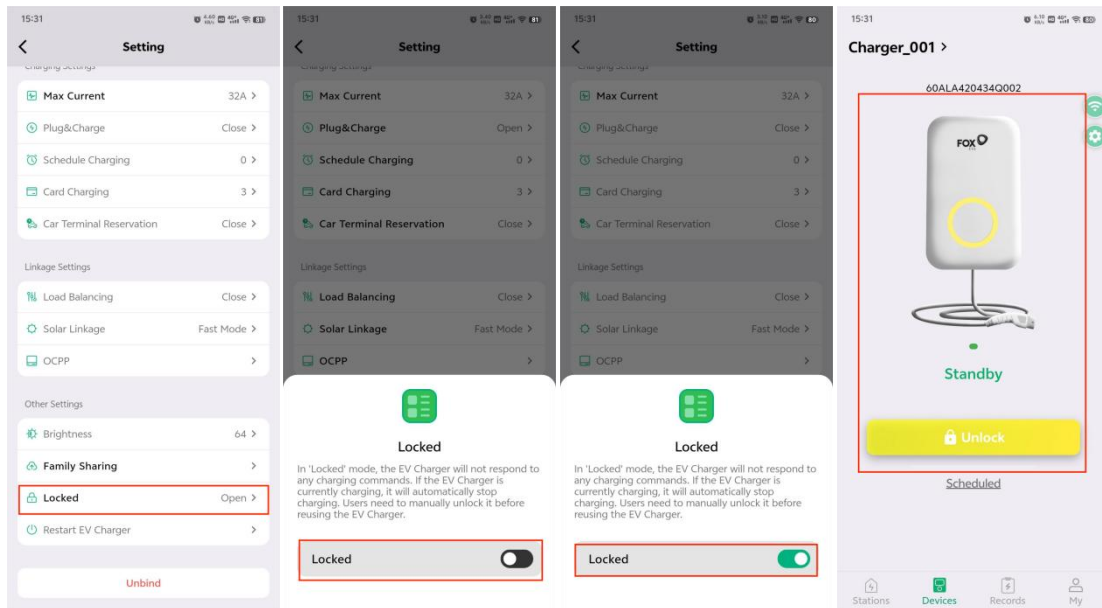 15:31
Setting
Charging Settings
Max Current 32A >
Plug&Charge Close >
Schedule Charging 0 >
Card Charging 3 >
Car Terminal Reservation Close >
Linkage Settings
Load Balancing Close >
Solar Linkage Fast Mode >
OCPP >
Other Settings
Brightness 64 >
Family Sharing >
Locked Open >
Restart EV Charger >
Unbind
15:31
Setting
Charging Settings
Max Current 32A >
Plug&Charge Open >
Schedule Charging 0 >
Card Charging 3 >
Car Terminal Reservation Close >
Linkage Settings
Load Balancing Close >
Solar Linkage Fast Mode >
OCPP >
Locked
In 'Locked' mode, the EV Charger will not respond to
any charging commands. If the EV Charger is
currently charging, it will automatically stop
charging. Users need to manually unlock it before
reusing the EV Charger.
Locked
15:31
Setting
Charging Settings
Max Current 32A >
Plug&Charge Close >
Schedule Charging 0 >
Card Charging 3 >
Car Terminal Reservation Close >
Linkage Settings
Load Balancing Close >
Solar Linkage Fast Mode >
OCPP >
Locked
In 'Locked' mode, the EV Charger will not respond to
any charging commands. If the EV Charger is
currently charging, it will automatically stop
charging. Users need to manually unlock it before
reusing the EV Charger.
Locked
15:31
Charger_001 >
60ALA420434Q002
FOX
Standby
Unlock
Scheduled
Stations Devices Records My